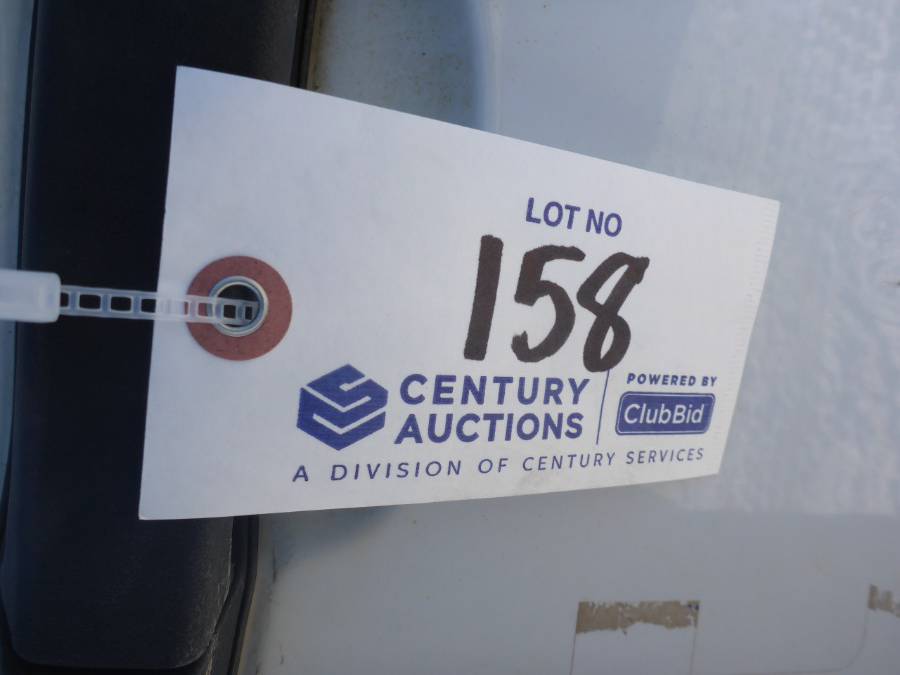 LOT NO
158
CENTURY
AUCTIONS
POWERED BY
ClubBid
A DIVISION OF CENTURY SERVICES